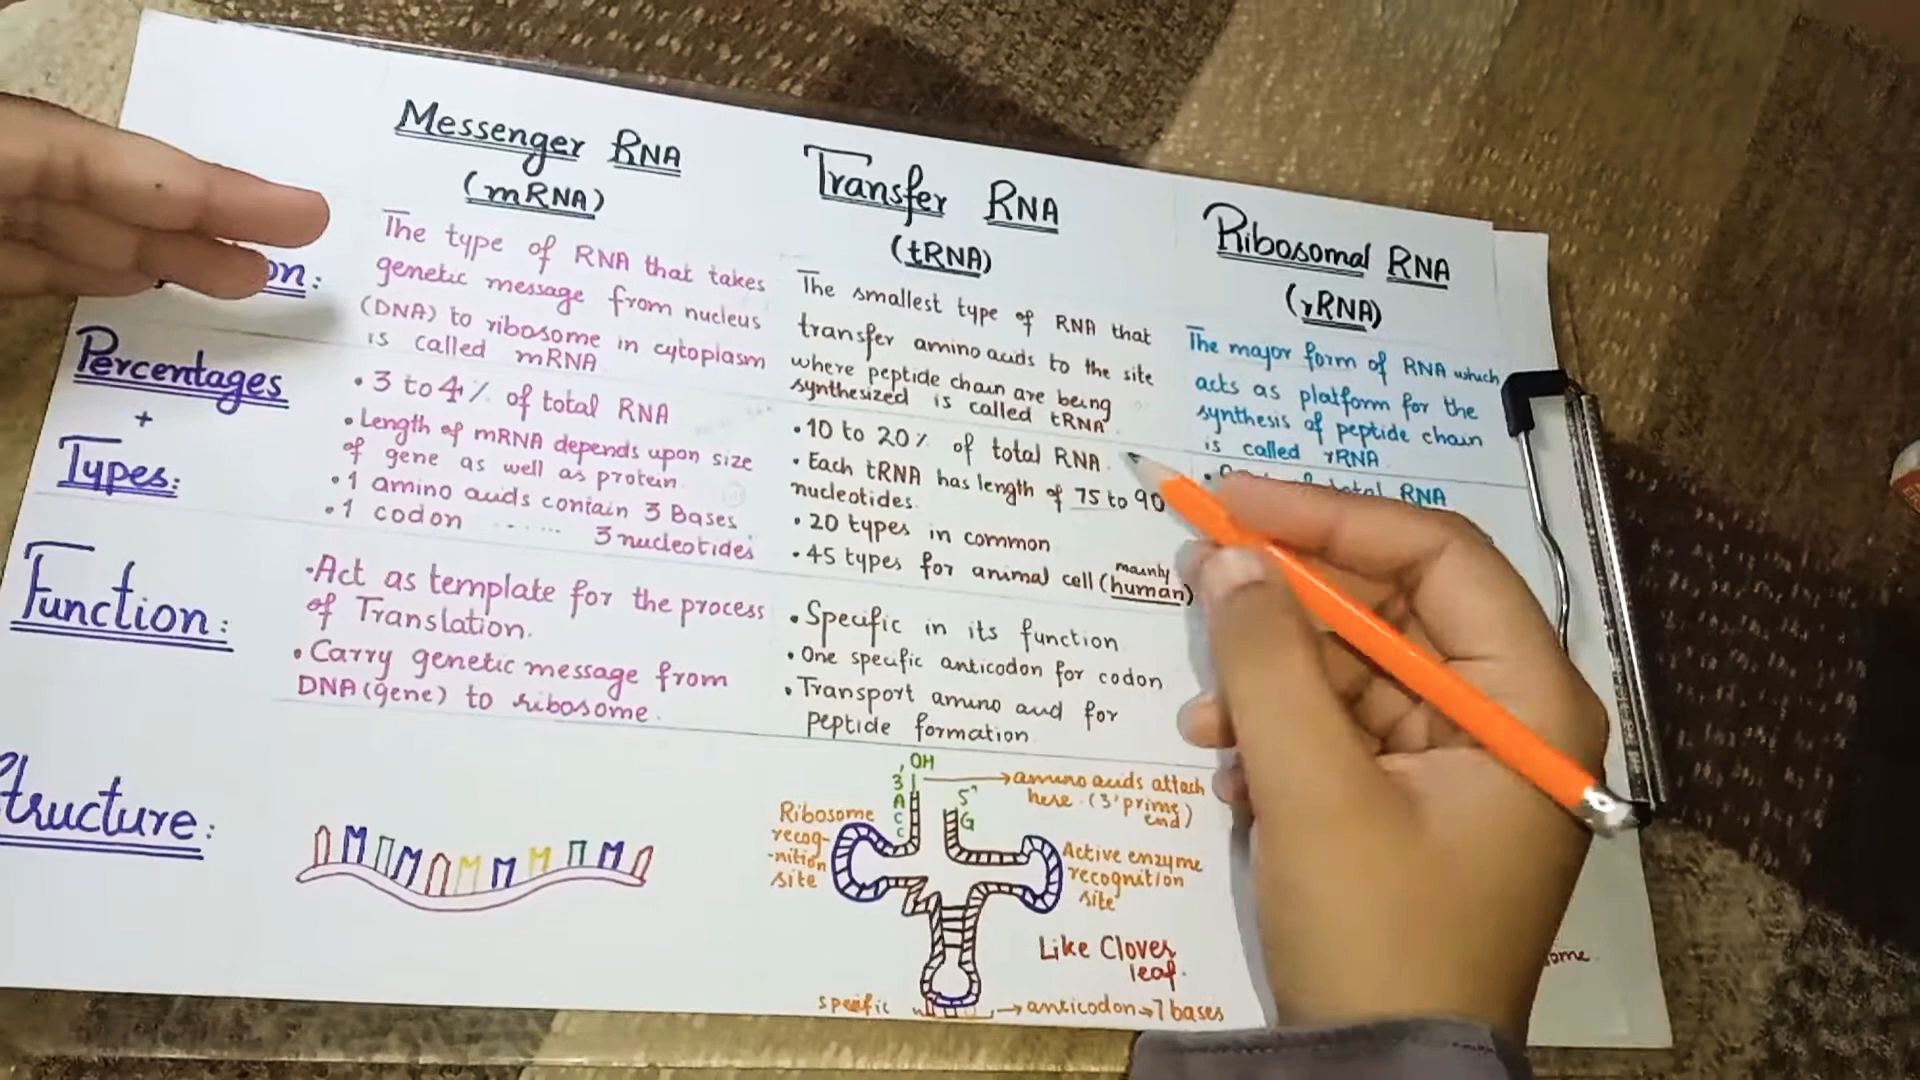 Messenger RNA
(mRNA)
The type of RNA that takes
genetic message from nucleus
(DNA) to ribosome in cytoplasm
is called mRNA
• 3 to 4% of total RNA
• Length of mRNA depends upon size
of gene as well as protein.
• 1 amino acids contain 3 Bases.
• 1 codon ...... 3 nucleotides
• Act as template for the process
of Translation.
• Carry genetic message from
DNA (gene) to ribosome.
Transfer RNA
(tRNA)
The smallest type of RNA that
transfer amino acids to the site
where peptide chain are being
synthesized is called tRNA.
• 10 to 20% of total RNA.
• Each tRNA has length of 75 to 90
nucleotides.
• 20 types in common
• 45 types for animal cell (mainly
human)
• Specific in its function
• One specific anticodon for codon
• Transport amino acid for
peptide formation
Ribosomal RNA
(rRNA)
The major form of RNA which
acts as platform for the
synthesis of peptide chain
is called rRNA
total RNA
Percentages
+
Types:
Function:
Structure:
OH
3'
A
C
C
5'
G
amino acids attach
here. (3' prime
end)
Ribosome
recog-
-nition
site
Active enzyme
recognition
site
Like Clover
leaf.
specific
anticodon → 7 bases